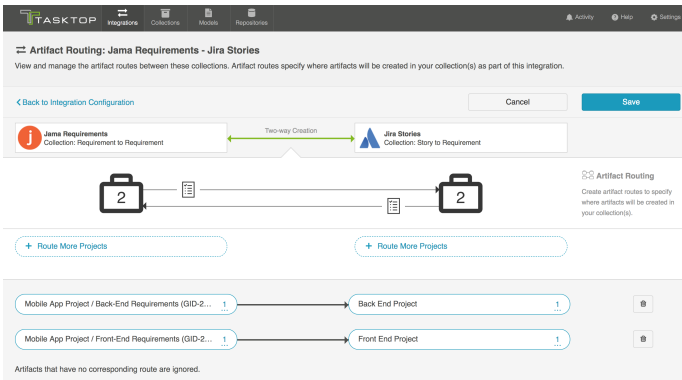 TASKTOP
Integrations
Collections
Models
Repositories
Activity
Help
Settings
Artifact Routing: Jama Requirements - Jira Stories
View and manage the artifact routes between these collections. Artifact routes specify where artifacts will be created in your collection(s) as part of this integration.
Back to Integration Configuration
Cancel
Save
Jama Requirements
Collection: Requirement to Requirement
Two-way Creation
Jira Stories
Collection: Story to Requirement
2
2
Artifact Routing
Create artifact routes to specify
where artifacts will be created in
your collection(s).
+ Route More Projects
+ Route More Projects
Mobile App Project / Back-End Requirements (GID-2... 1
Back End Project 1
Mobile App Project / Front-End Requirements (GID-2... 1
Front End Project 1
Artifacts that have no corresponding route are ignored.